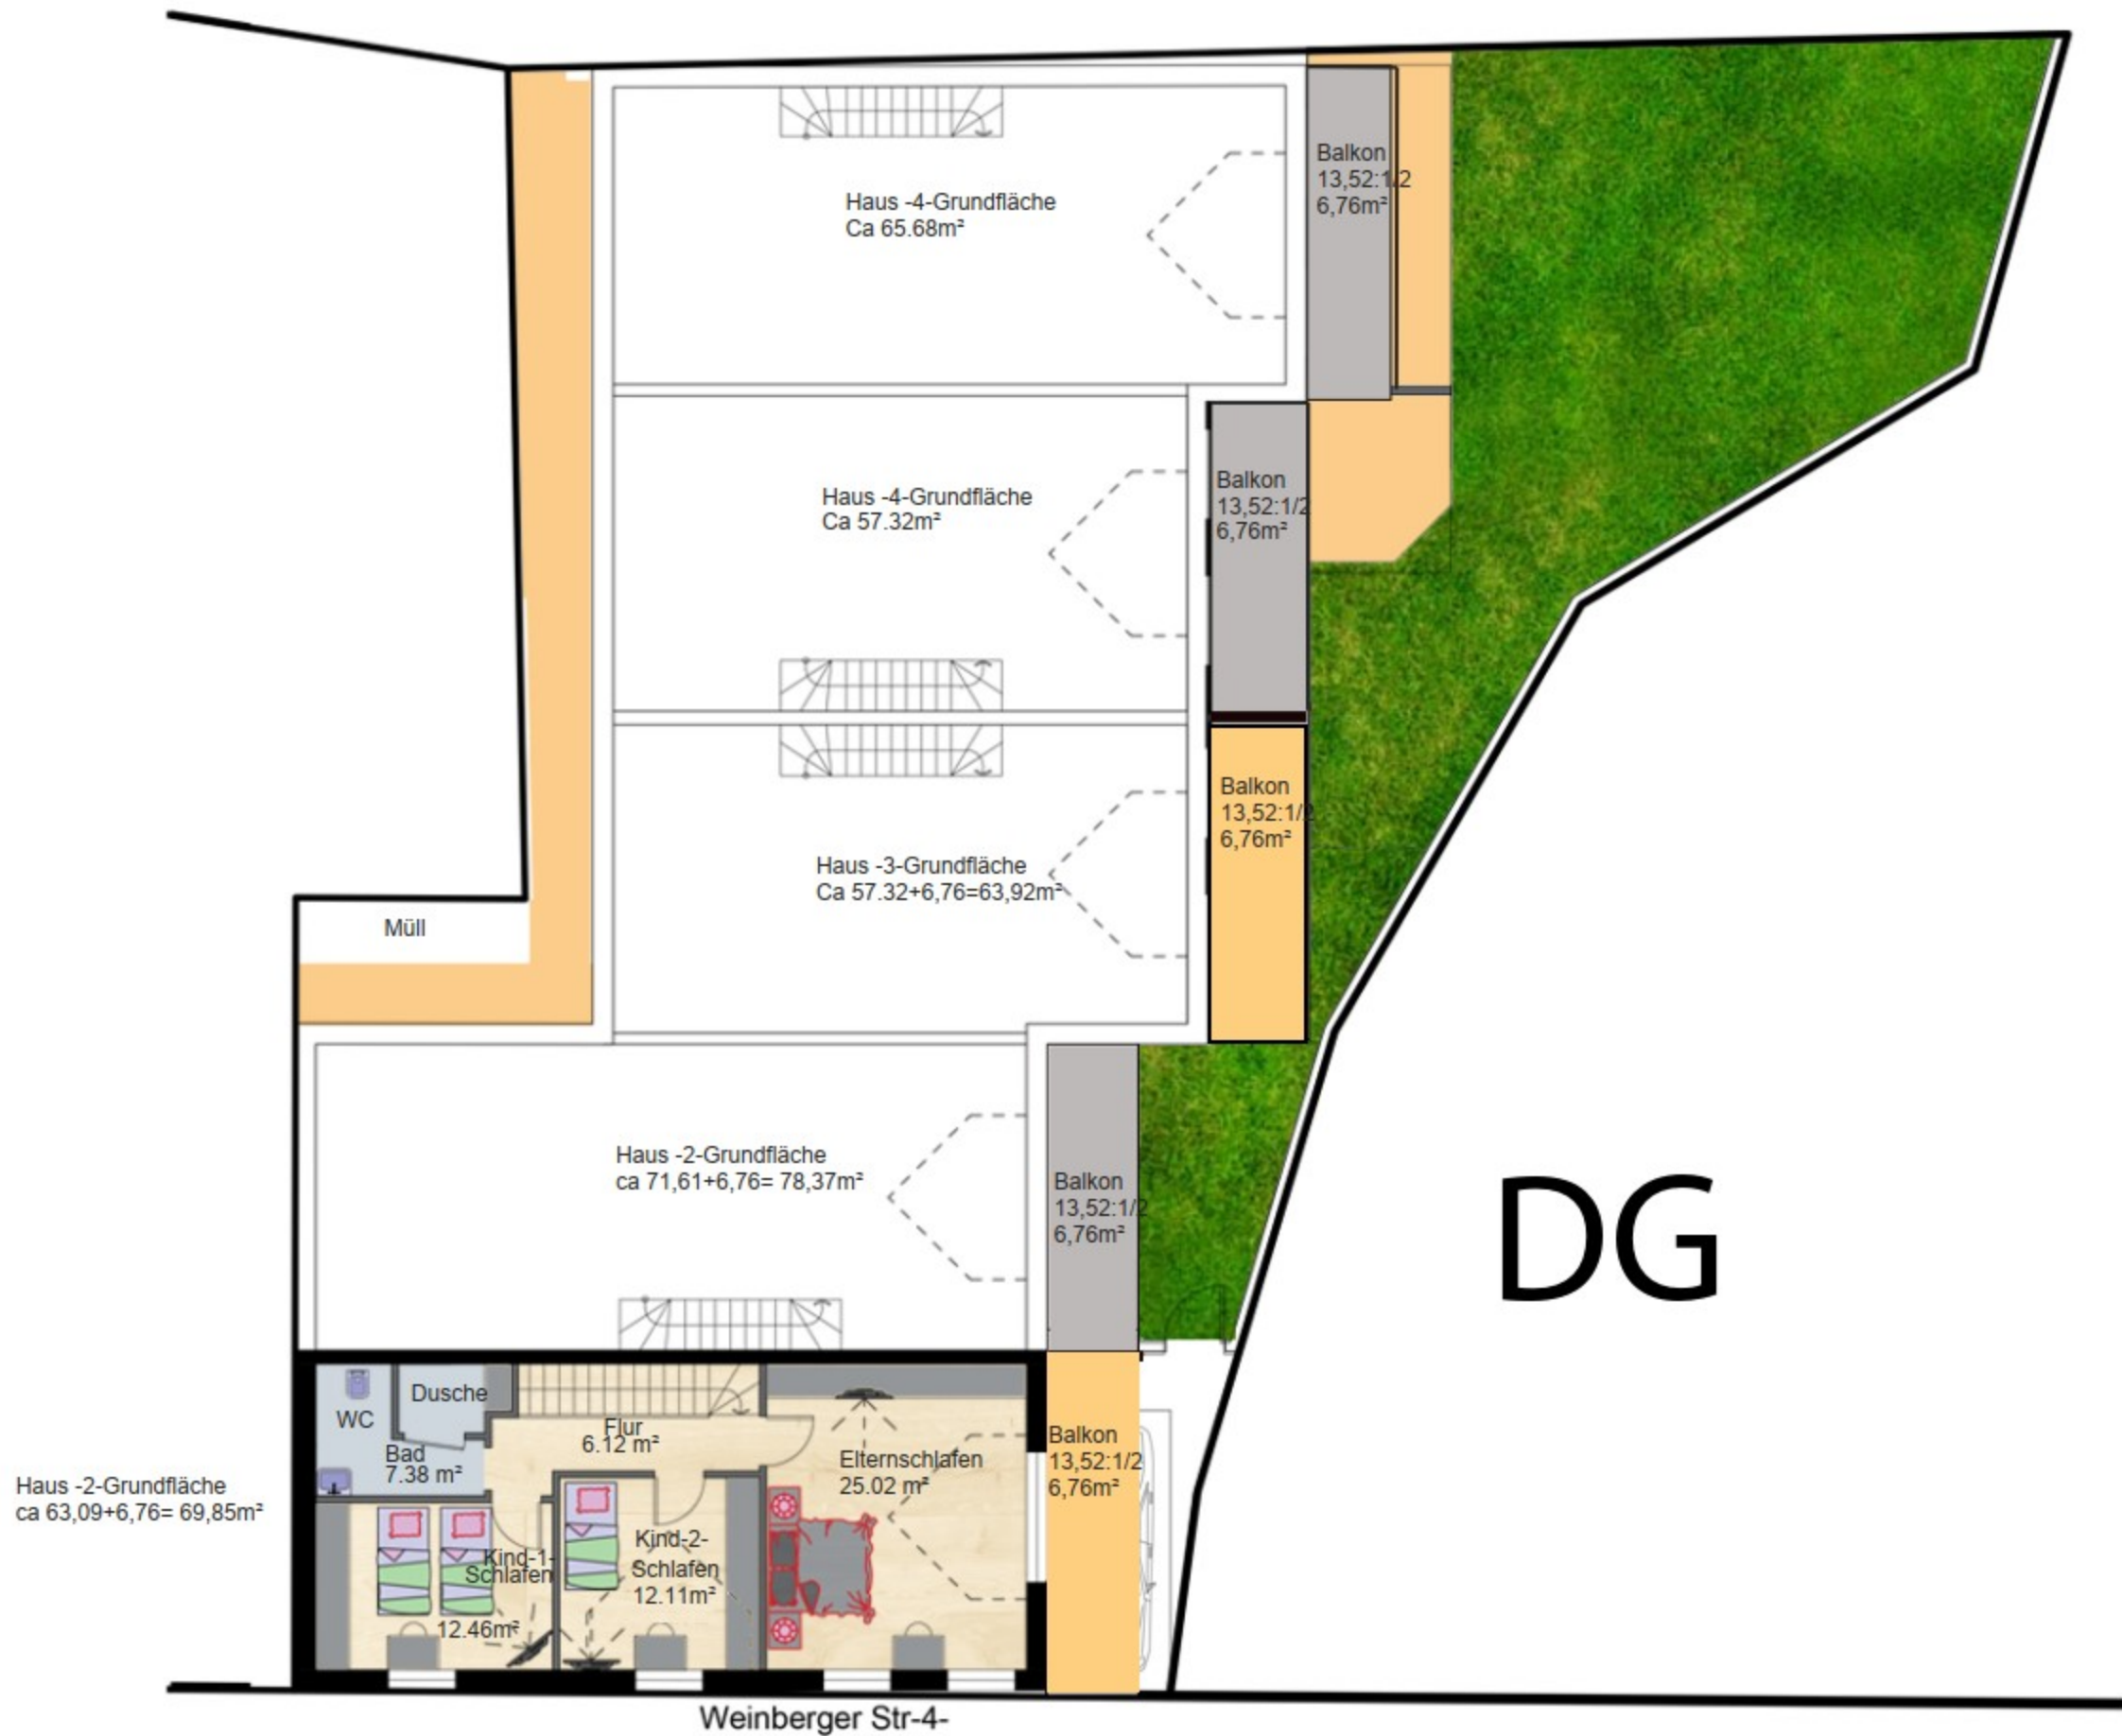 Balkon
13,52:1/2
6,76m²
Haus -4-Grundfläche
Ca 65.68m²
Balkon
13,52:1/2
6,76m²
Haus -4-Grundfläche
Ca 57.32m²
Balkon
13,52:1/2
6,76m²
Haus -3-Grundfläche
Ca 57.32+6,76=63,92m²
Müll
Haus -2-Grundfläche
ca 71,61+6,76= 78,37m²
Balkon
13,52:1/2
6,76m²
DG
WC
Dusche
Bad
7.38 m²
Flur
6.12 m²
Elternschlafen
25.02 m²
Balkon
13,52:1/2
6,76m²
Haus -2-Grundfläche
ca 63,09+6,76= 69,85m²
Kind-1-
Schlafen
12.46m²
Kind-2-
Schlafen
12.11m²
Weinberger Str-4-